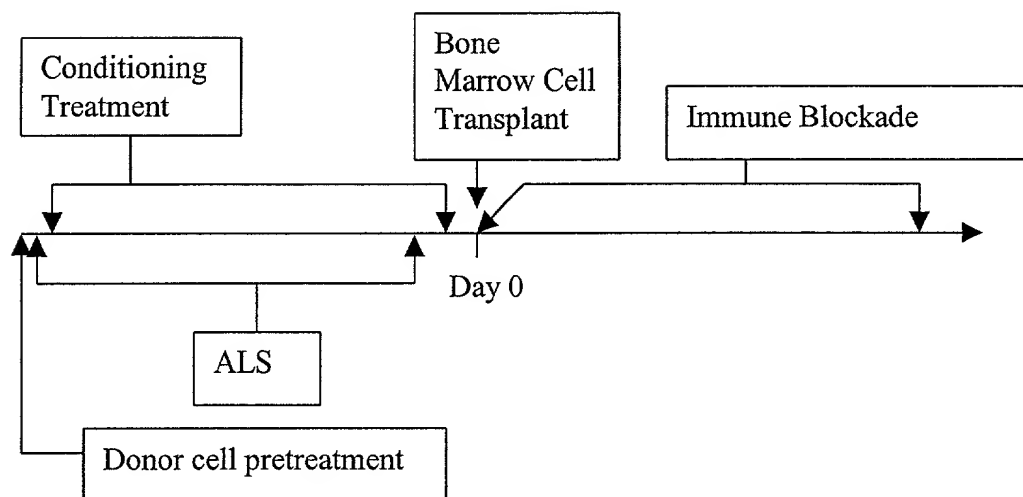 Conditioning
Treatment
Bone
Marrow Cell
Transplant
Immune Blockade
Day 0
ALS
Donor cell pretreatment